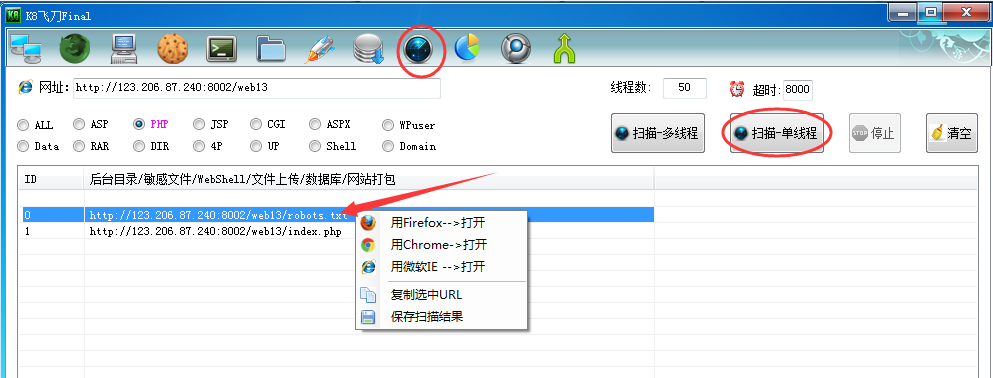 K8飞刀Final
网址: http://123.206.87.240:8002/web13 线程数: 50 超时: 8000
ALL ASP PHP JSP CGI ASPX WPuser
Data RAR DIR 4P UP Shell Domain
扫描-多线程 扫描-单线程 STOP 停止 清空
ID 后台目录/敏感文件/WebShell/文件上传/数据库/网站打包
0 http://123.206.87.240:8002/web13/robots.txt
1 http://123.206.87.240:8002/web13/index.php
用Firefox-->打开
用Chrome->打开
用微软IE -->打开
复制选中URL
保存扫描结果